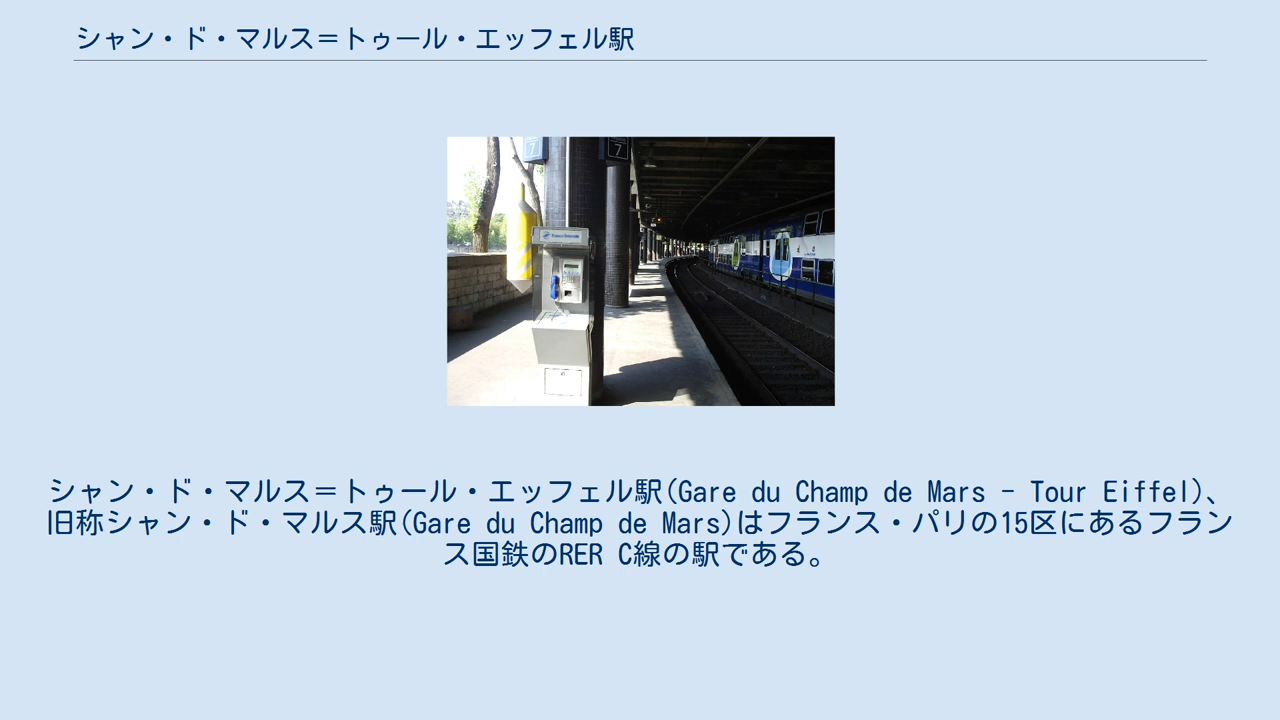 シャン・ド・マルス＝トゥール・エッフェル駅
7
7
シャン・ド・マルス＝トゥール・エッフェル駅(Gare du Champ de Mars - Tour Eiffel)、
旧称シャン・ド・マルス駅(Gare du Champ de Mars)はフランス・パリの15区にあるフラン
ス国鉄のRER C線の駅である。